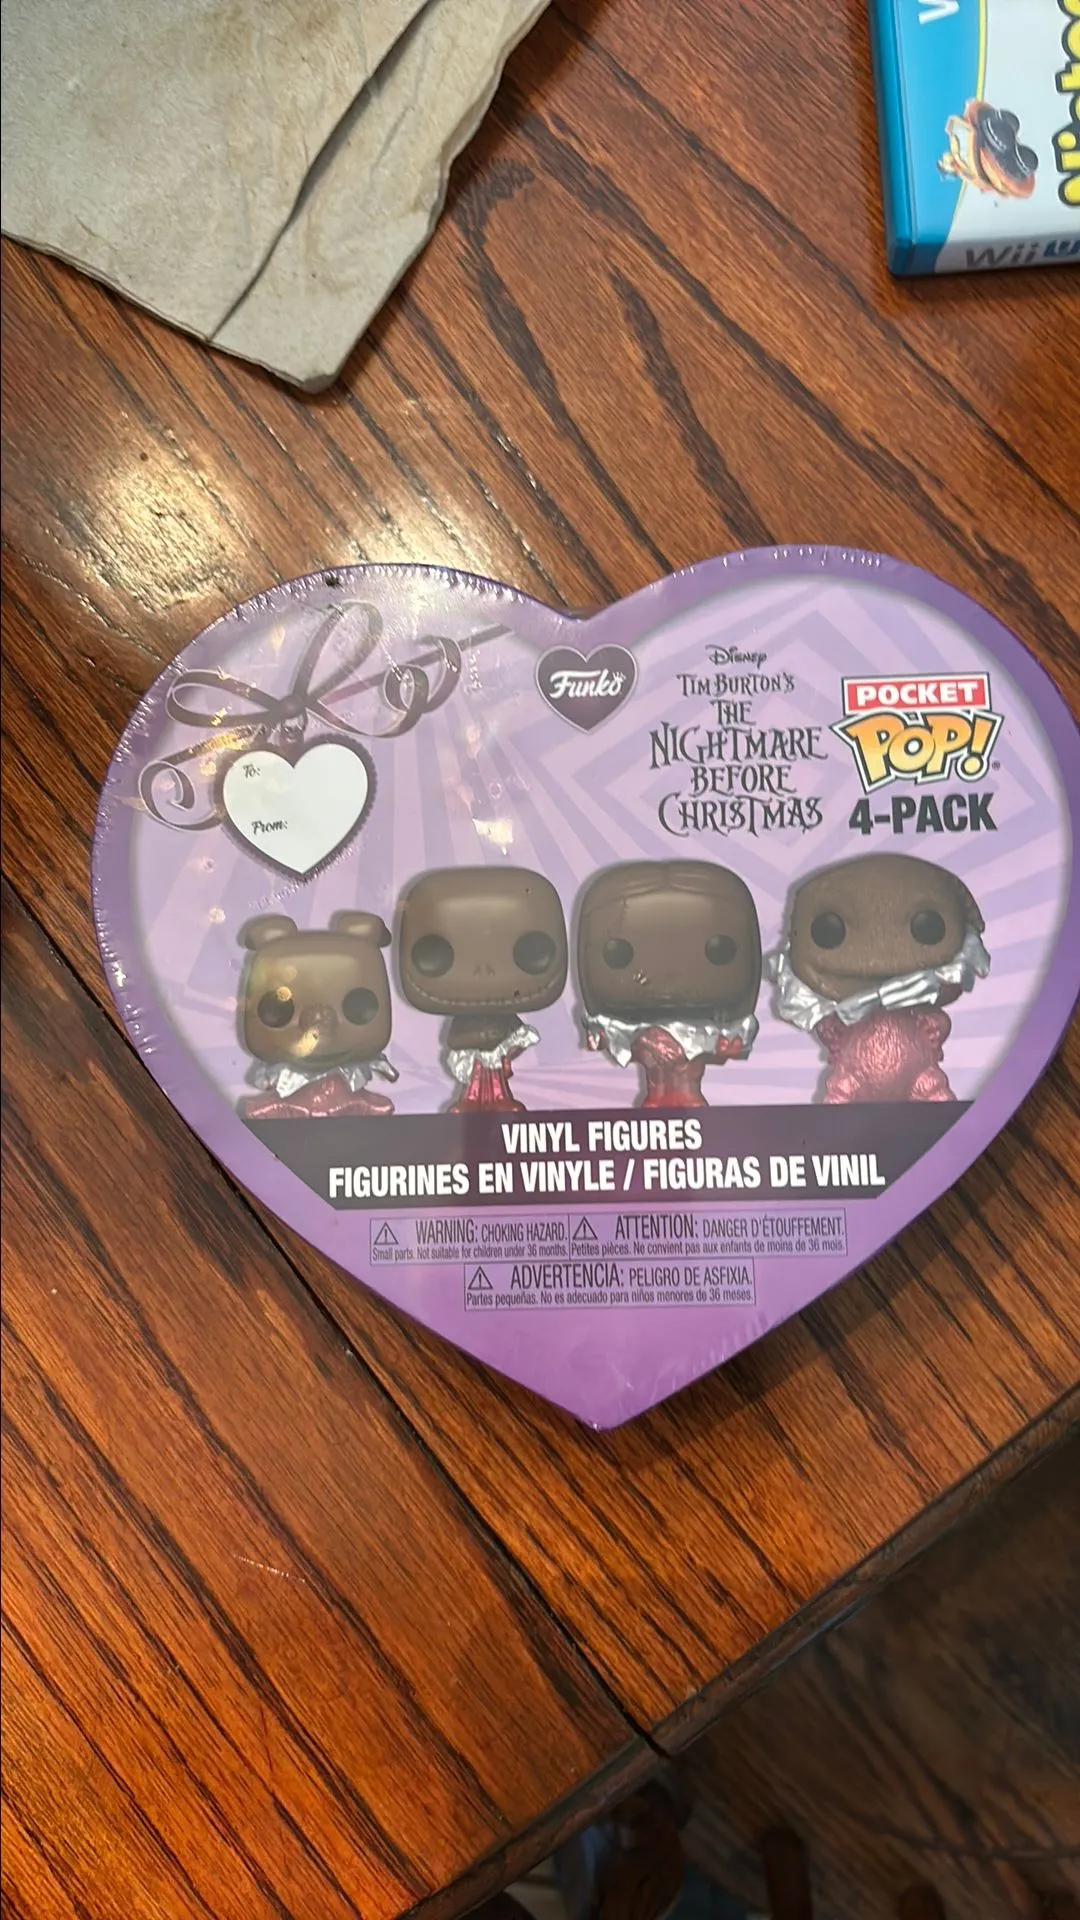 Wii U
Funko
Disney
TIM BURTON'S
THE
NIGHTMARE
BEFORE
CHRISTMAS
POCKET
POP!
4-PACK
To:
From:
VINYL FIGURES
FIGURINES EN VINYLE / FIGURAS DE VINIL
WARNING: CHOKING HAZARD.
Small parts. Not suitable for children under 36 months.
ATTENTION: DANGER D'ÉTOUFFEMENT.
Petites pièces. Ne convient pas aux enfants de moins de 36 mois.
ADVERTENCIA: PELIGRO DE ASFIXIA.
Partes pequeñas. No es adecuado para niños menores de 36 meses.